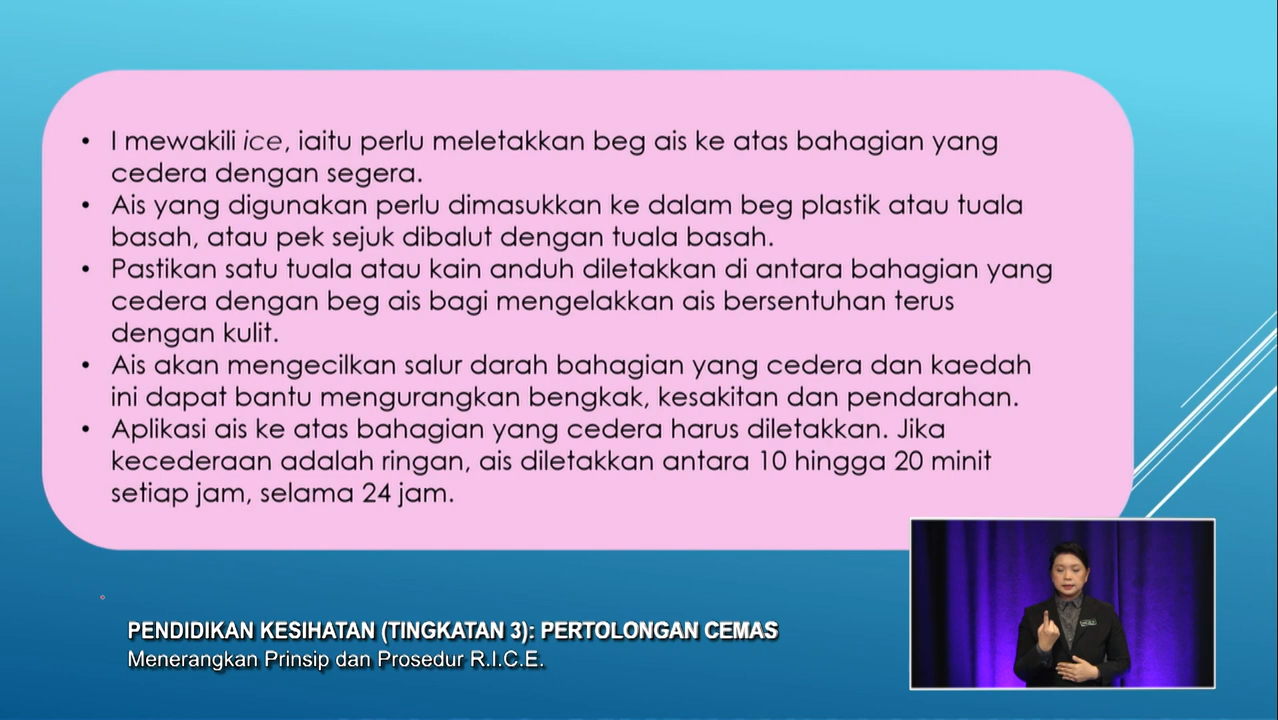 • I mewakili ice, iaitu perlu meletakkan beg ais ke atas bahagian yang
cedera dengan segera.
• Ais yang digunakan perlu dimasukkan ke dalam beg plastik atau tuala
basah, atau pek sejuk dibalut dengan tuala basah.
• Pastikan satu tuala atau kain anduh diletakkan di antara bahagian yang
cedera dengan beg ais bagi mengelakkan ais bersentuhan terus
dengan kulit.
• Ais akan mengecilkan salur darah bahagian yang cedera dan kaedah
ini dapat bantu mengurangkan bengkak, kesakitan dan pendarahan.
• Aplikasi ais ke atas bahagian yang cedera harus diletakkan. Jika
kecederaan adalah ringan, ais diletakkan antara 10 hingga 20 minit
setiap jam, selama 24 jam.
PENDIDIKAN KESIHATAN (TINGKATAN 3): PERTOLONGAN CEMAS
Menerangkan Prinsip dan Prosedur R.I.C.E.